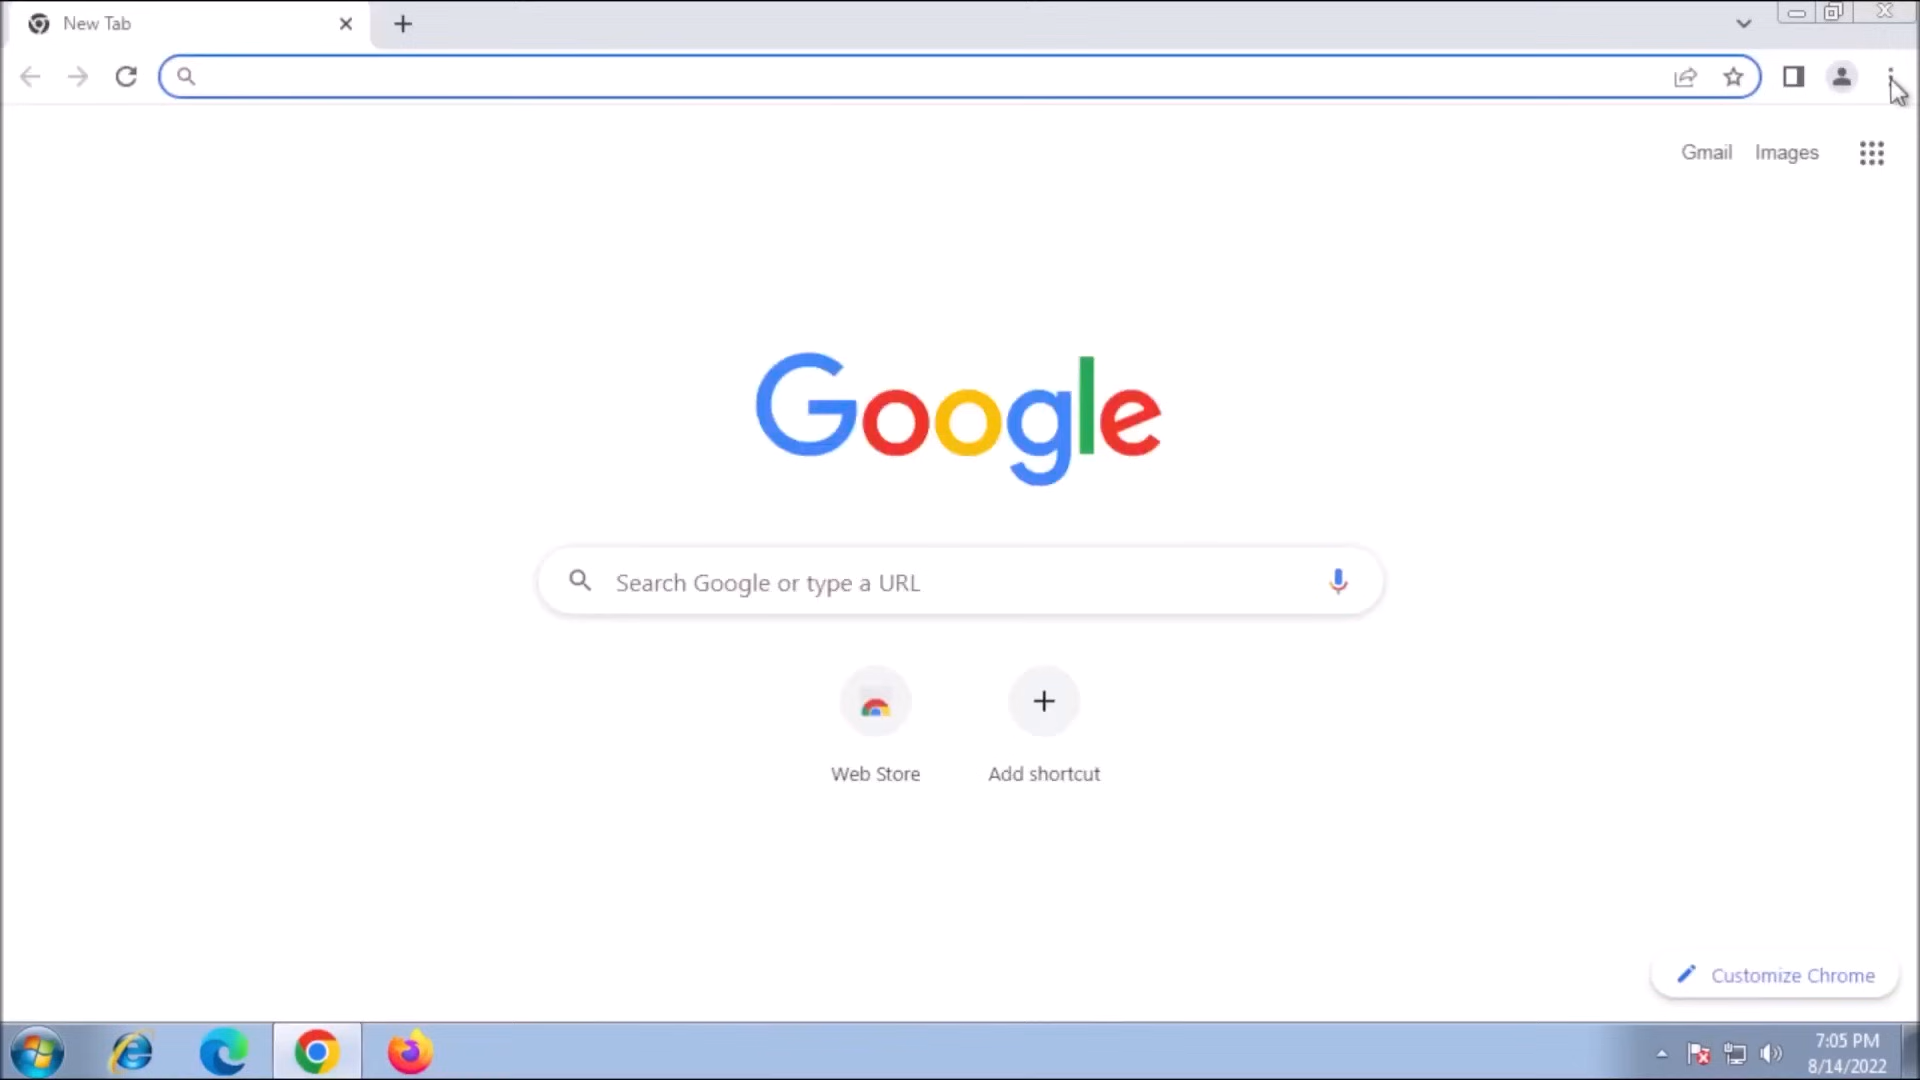 New Tab
Gmail Images
Google
Search Google or type a URL
Web Store Add shortcut
Customize Chrome
7:05 PM
8/14/2022